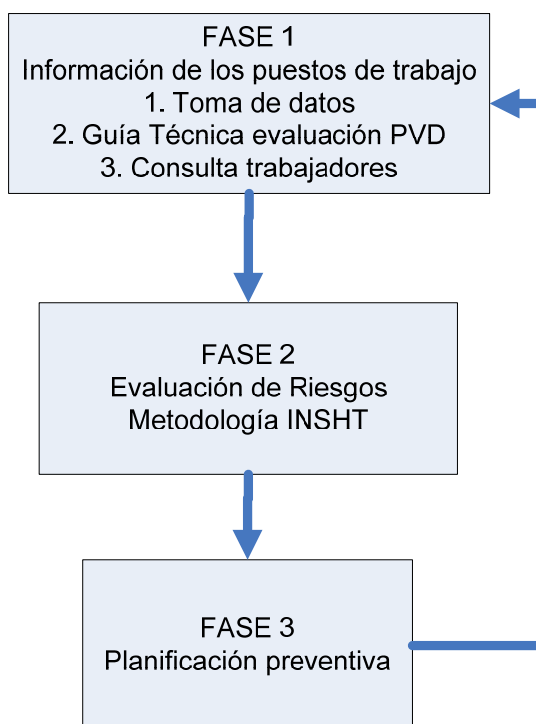 FASE 1
Información de los puestos de trabajo
1. Toma de datos
2. Guía Técnica evaluación PVD
3. Consulta trabajadores
FASE 2
Evaluación de Riesgos
Metodología INSHT
FASE 3
Planificación preventiva